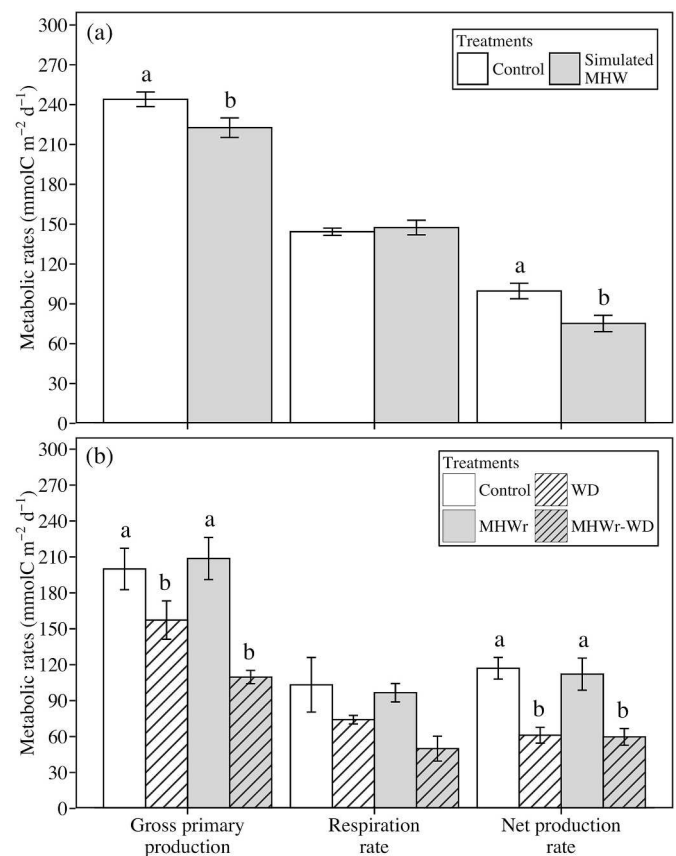 (a)
Treatments
Control
Simulated
MHW
Metabolic rates (mmolC m⁻² d⁻¹)
300
270
240
210
180
150
120
90
60
30
0
a
b
a
b
(b)
Treatments
Control
WD
MHWr
MHWr-WD
Metabolic rates (mmolC m⁻² d⁻¹)
300
270
240
210
180
150
120
90
60
30
0
a
b
a
b
a
b
a
b
Gross primary
production
Respiration
rate
Net production
rate